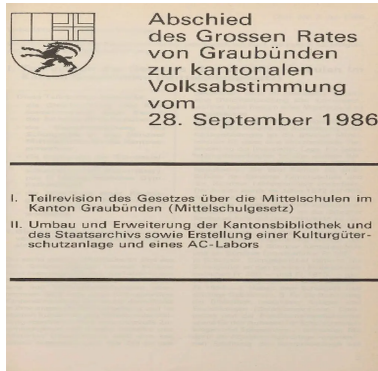 Abschied
des Grossen Rates
von Graubünden
zur kantonalen
Volksabstimmung
vom
28. September 1986
I. Teilrevision des Gesetzes über die Mittelschulen im
Kanton Graubünden (Mittelschulgesetz)
II. Umbau und Erweiterung der Kantonsbibliothek und
des Staatsarchivs sowie Erstellung einer Kulturgüter-
schutzanlage und eines AC-Labors